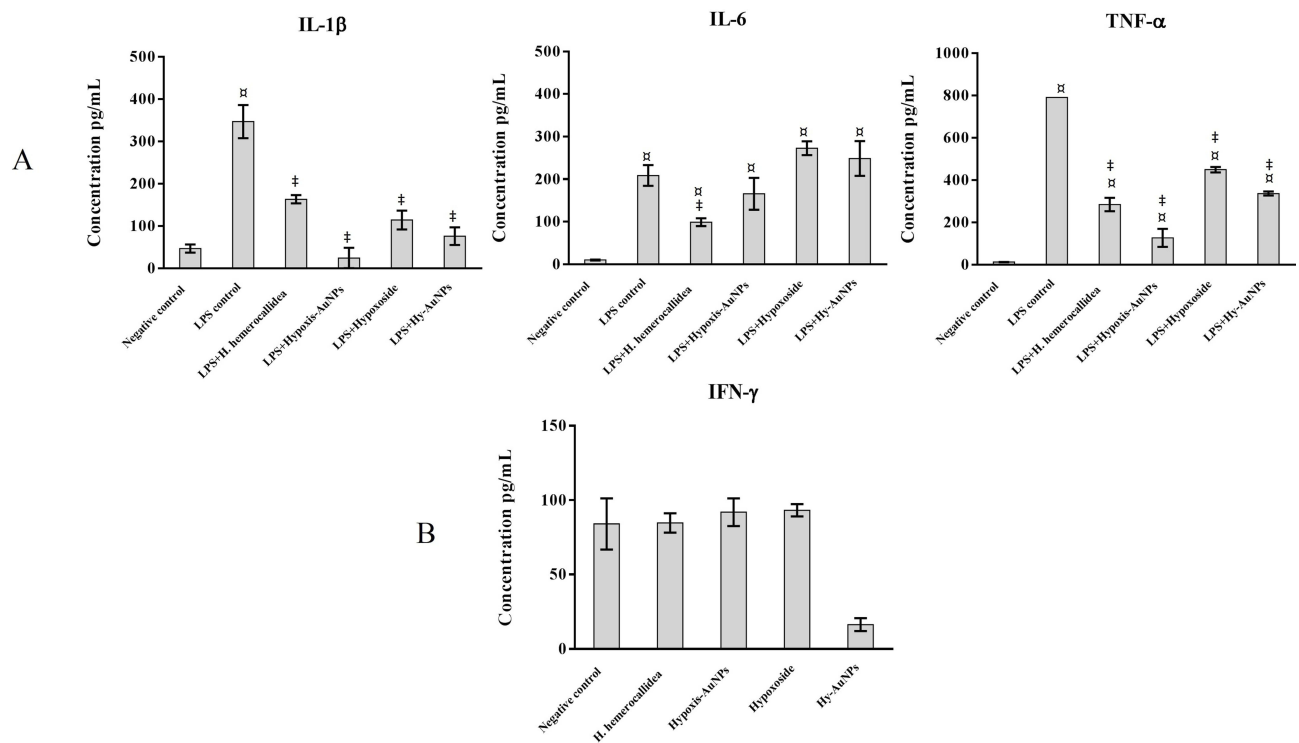 A
IL-1β
Concentration pg/mL
500
400
300
200
100
0
¤
‡
‡
‡
‡
Negative control
LPS control
LPS+H. hemerocallidea
LPS+Hypoxis-AuNPs
LPS+Hypoxoside
LPS+Hy-AuNPs
IL-6
Concentration pg/mL
500
400
300
200
100
0
¤
¤
‡
¤
¤
¤
Negative control
LPS control
LPS+H. hemerocallidea
LPS+Hypoxis-AuNPs
LPS+Hypoxoside
LPS+Hy-AuNPs
TNF-α
Concentration pg/mL
1000
800
600
400
200
0
¤
‡
¤
‡
¤
‡
¤
‡
¤
Negative control
LPS control
LPS+H. hemerocallidea
LPS+Hypoxis-AuNPs
LPS+Hypoxoside
LPS+Hy-AuNPs
B
IFN-γ
Concentration pg/mL
150
100
50
0
Negative control
H. hemerocallidea
Hypoxis-AuNPs
Hypoxoside
Hy-AuNPs